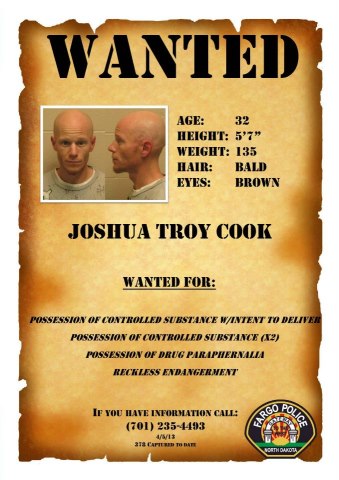 WANTED
AGE: 32
HEIGHT: 5'7"
WEIGHT: 135
HAIR: BALD
EYES: BROWN
JOSHUA TROY COOK
WANTED FOR:
POSSESSION OF CONTROLLED SUBSTANCE W/INTENT TO DELIVER
POSSESSION OF CONTROLLED SUBSTANCE (X2)
POSSESSION OF DRUG PARAPHERNALIA
RECKLESS ENDANGERMENT
IF YOU HAVE INFORMATION CALL:
(701) 235-4493
4/5/13
272 CAPTURED TO DATE
FARGO POLICE
NORTH DAKOTA